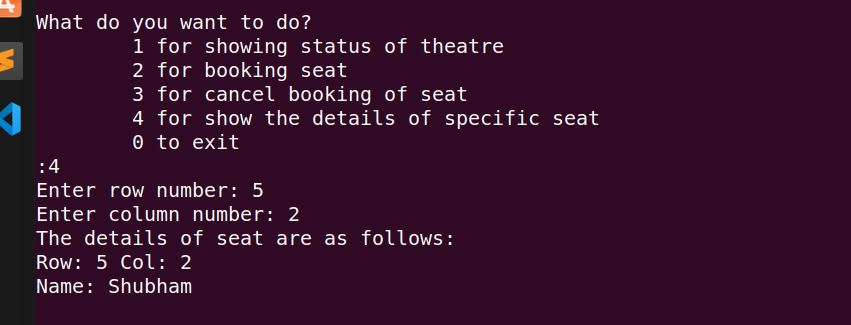 What do you want to do?
1 for showing status of theatre
2 for booking seat
3 for cancel booking of seat
4 for show the details of specific seat
0 to exit
:4
Enter row number: 5
Enter column number: 2
The details of seat are as follows:
Row: 5 Col: 2
Name: Shubham